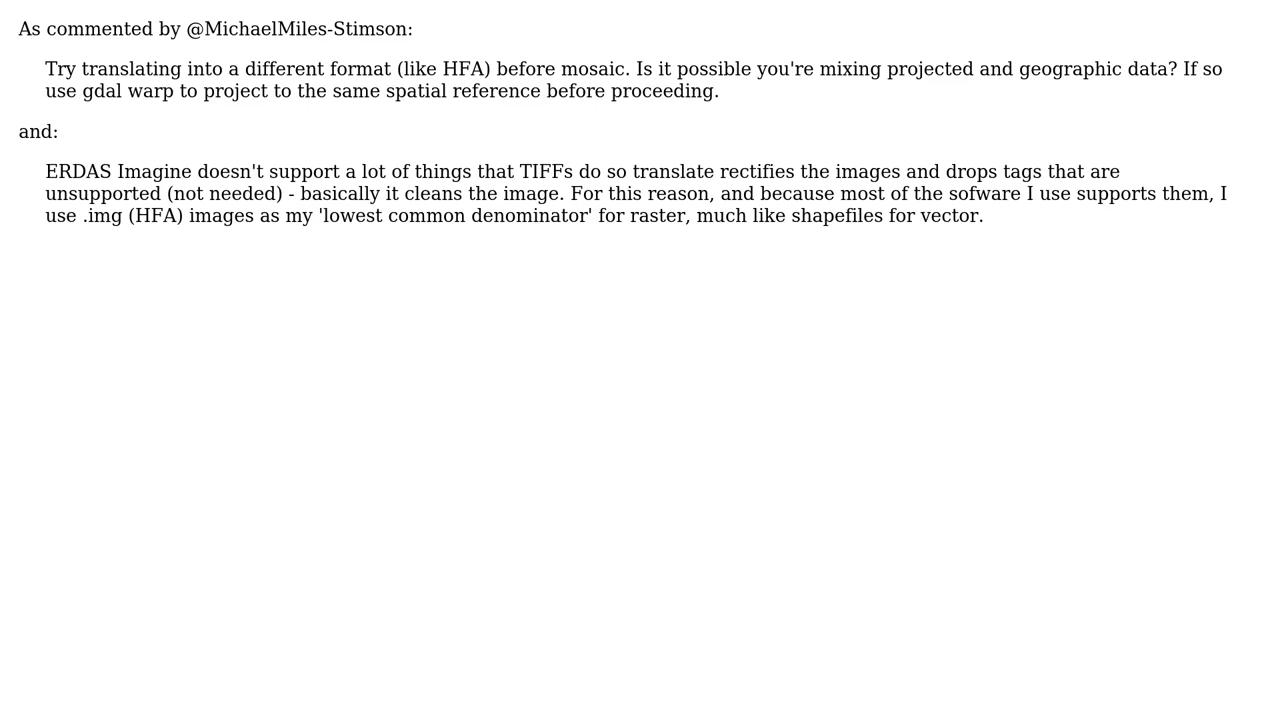 As commented by @MichaelMiles-Stimson:
Try translating into a different format (like HFA) before mosaic. Is it possible you're mixing projected and geographic data? If so
use gdal warp to project to the same spatial reference before proceeding.
and:
ERDAS Imagine doesn't support a lot of things that TIFFs do so translate rectifies the images and drops tags that are
unsupported (not needed) - basically it cleans the image. For this reason, and because most of the sofware I use supports them, I
use .img (HFA) images as my 'lowest common denominator' for raster, much like shapefiles for vector.